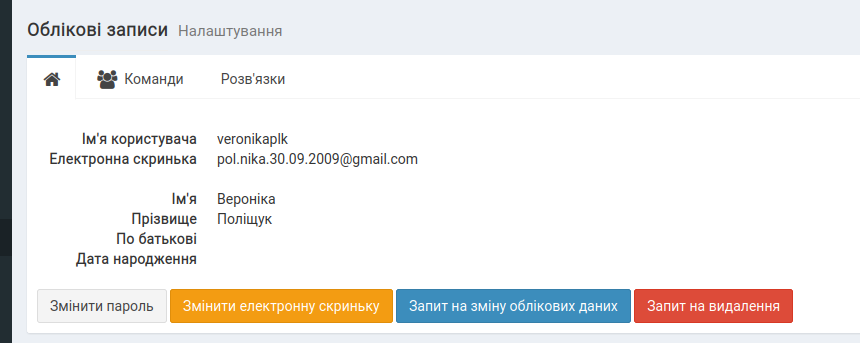 Облікові записи Налаштування
Команди Розв'язки
Ім'я користувача veronikaplk
Електронна скринька pol.nika.30.09.2009@gmail.com
Ім'я Вероніка
Прізвище Поліщук
По батькові
Дата народження
Змінити пароль Змінити електронну скриньку Запит на зміну облікових даних Запит на видалення